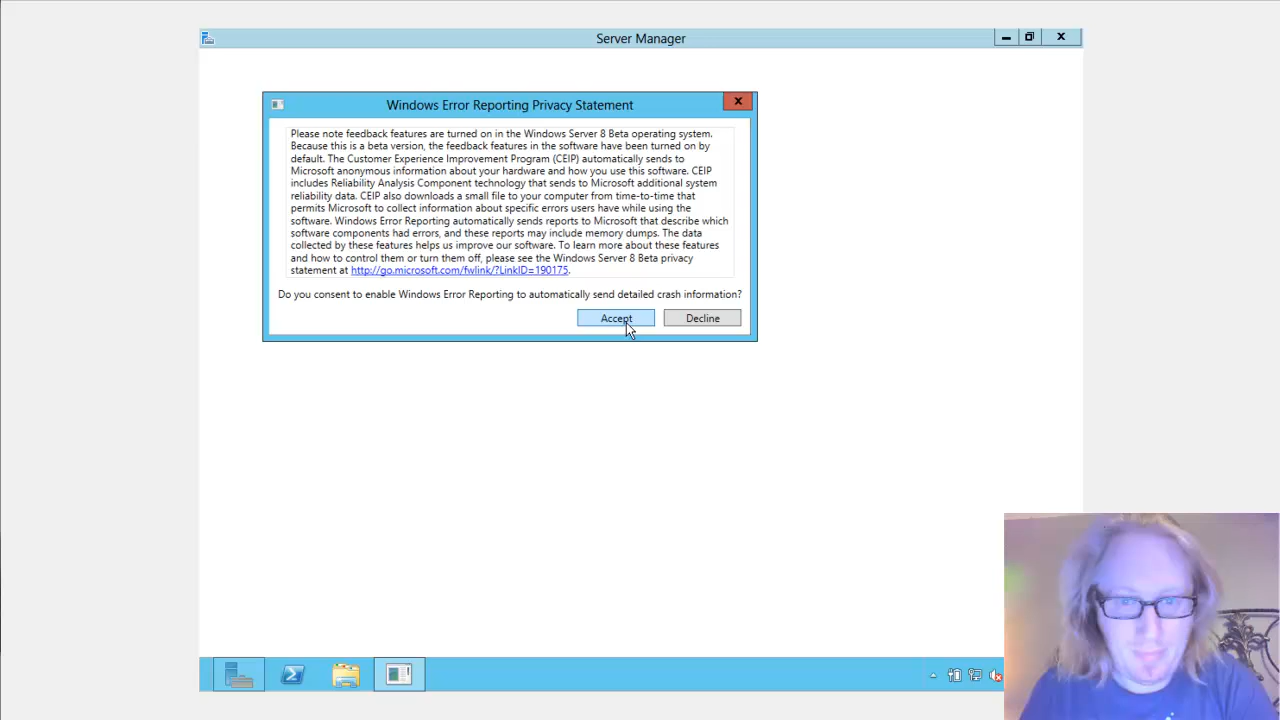 Server Manager
Windows Error Reporting Privacy Statement
Please note feedback features are turned on in the Windows Server 8 Beta operating system.
Because this is a beta version, the feedback features in the software have been turned on by
default. The Customer Experience Improvement Program (CEIP) automatically sends to
Microsoft anonymous information about your hardware and how you use this software. CEIP
includes Reliability Analysis Component technology that sends to Microsoft additional system
reliability data. CEIP also downloads a small file to your computer from time-to-time that
permits Microsoft to collect information about specific errors users have while using the
software. Windows Error Reporting automatically sends reports to Microsoft that describe which
software components had errors, and these reports may include memory dumps. The data
collected by these features helps us improve our software. To learn more about these features
and how to control them or turn them off, please see the Windows Server 8 Beta privacy
statement at http://go.microsoft.com/fwlink/?LinkID=190175.
Do you consent to enable Windows Error Reporting to automatically send detailed crash information?
Accept Decline